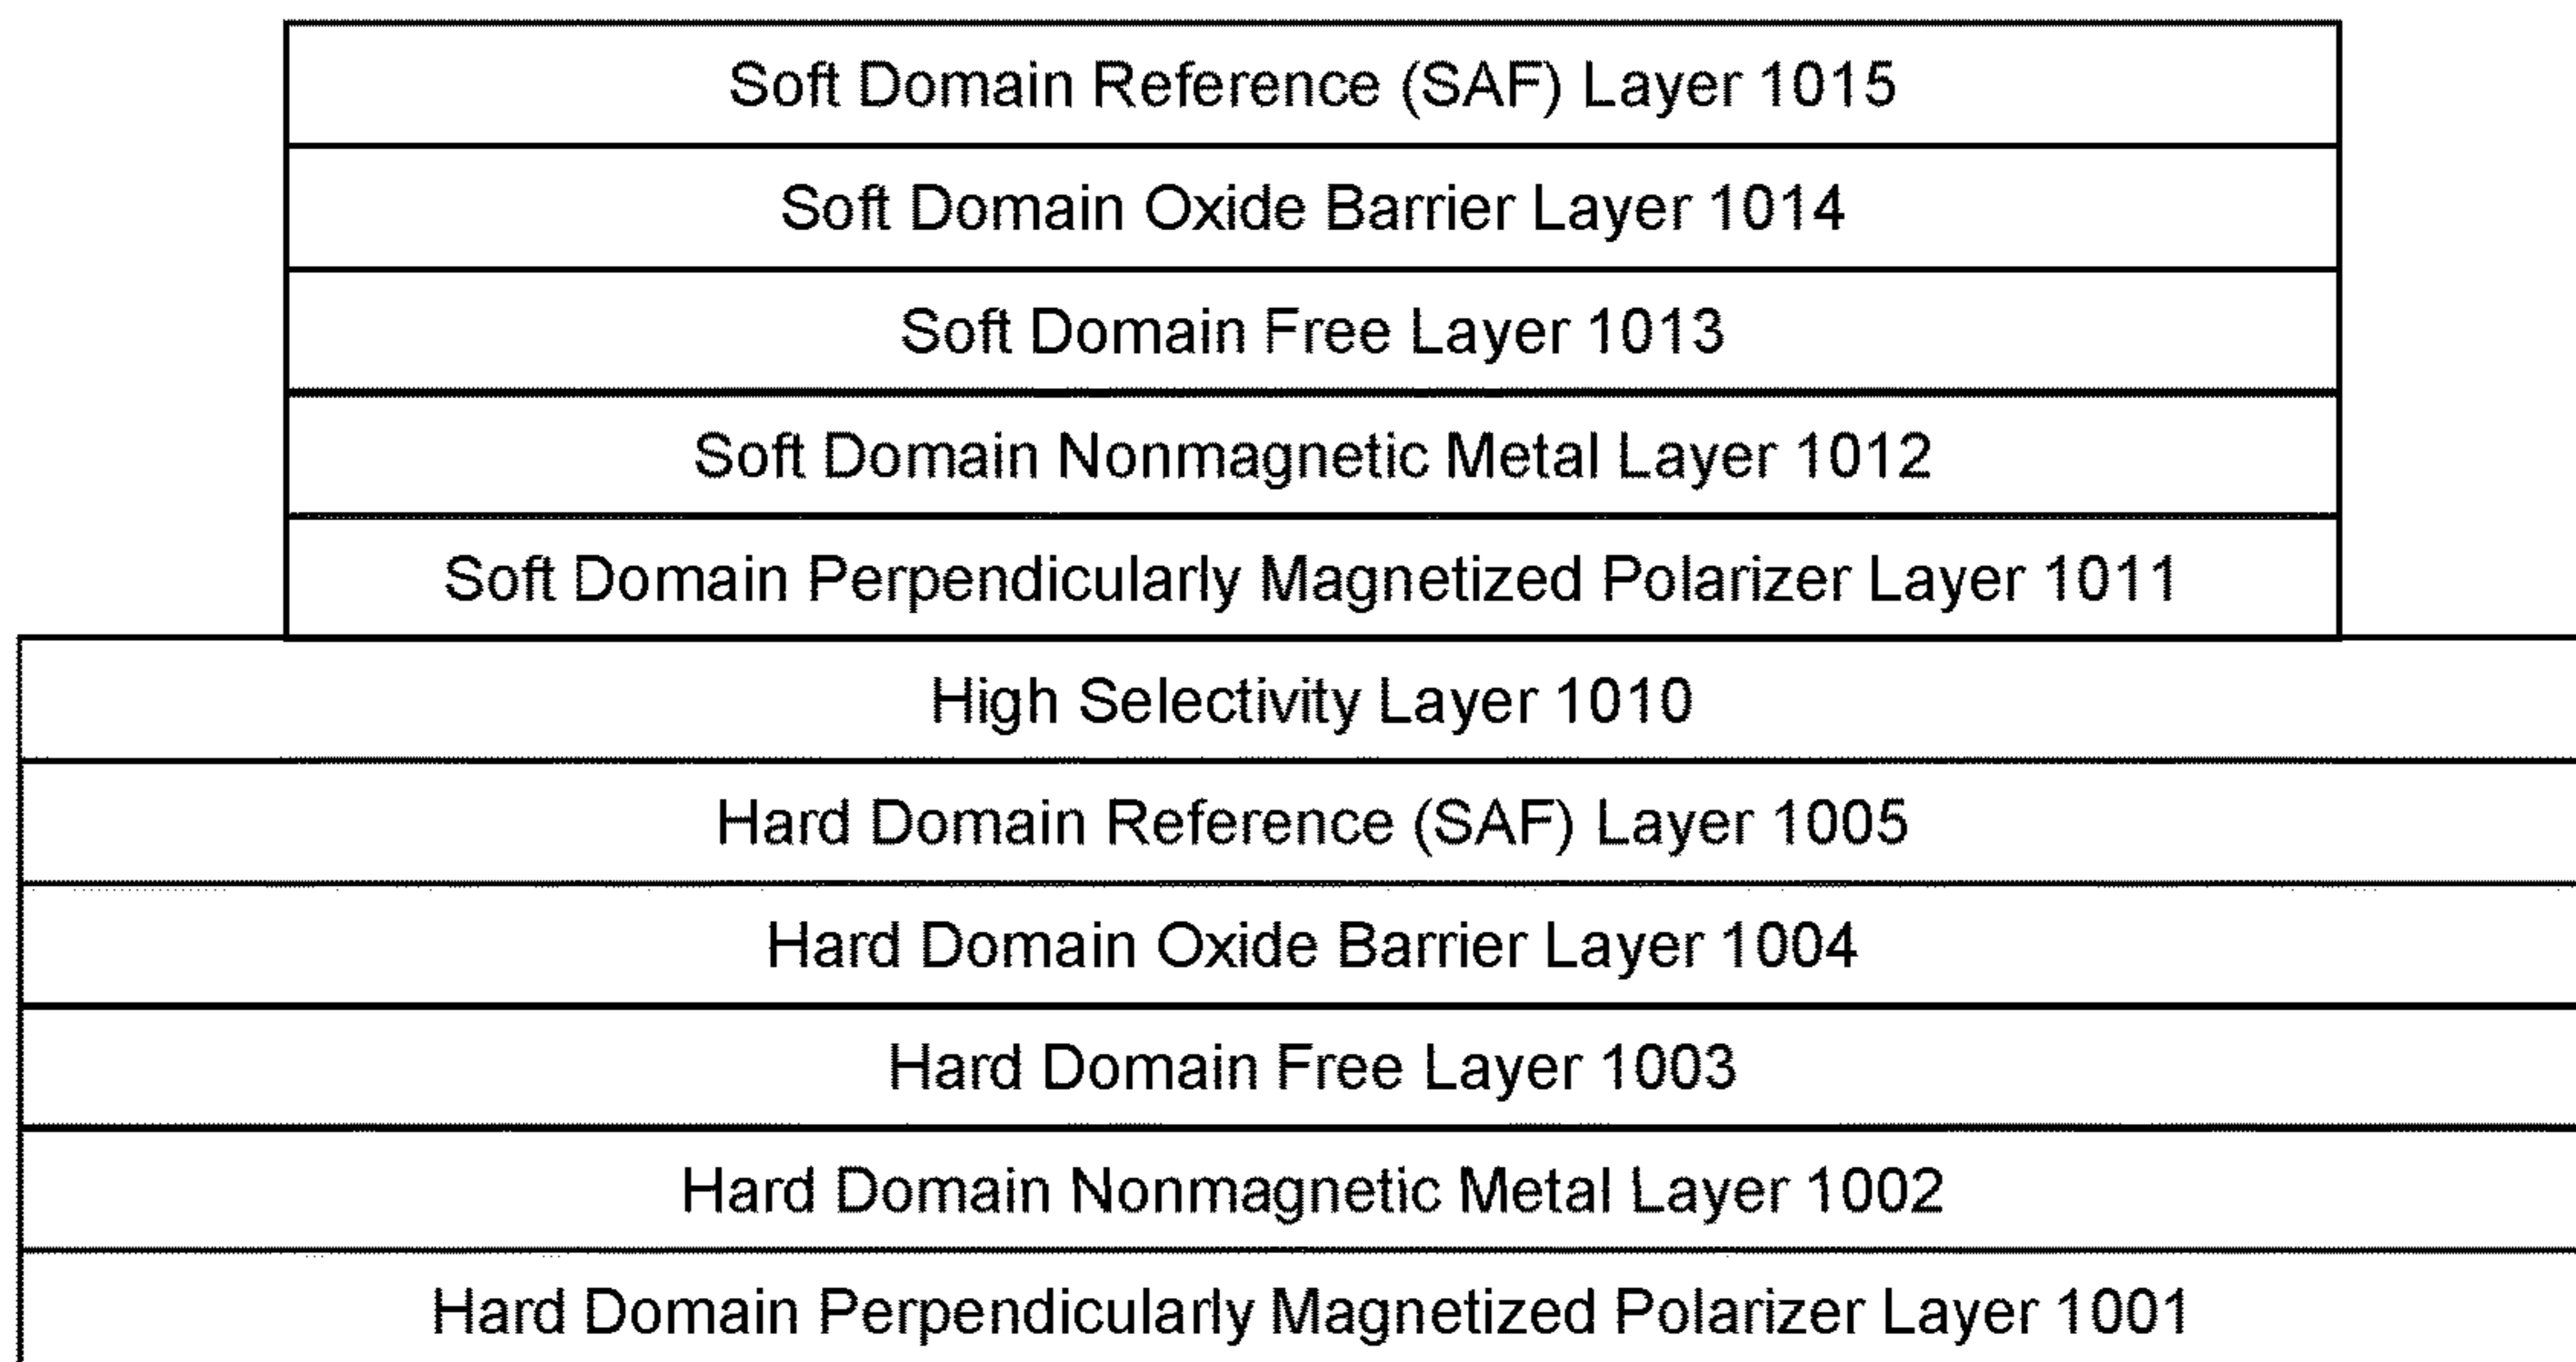 Soft Domain Reference (SAF) Layer 1015
Soft Domain Oxide Barrier Layer 1014
Soft Domain Free Layer 1013
Soft Domain Nonmagnetic Metal Layer 1012
Soft Domain Perpendicularly Magnetized Polarizer Layer 1011
High Selectivity Layer 1010
Hard Domain Reference (SAF) Layer 1005
Hard Domain Oxide Barrier Layer 1004
Hard Domain Free Layer 1003
Hard Domain Nonmagnetic Metal Layer 1002
Hard Domain Perpendicularly Magnetized Polarizer Layer 1001